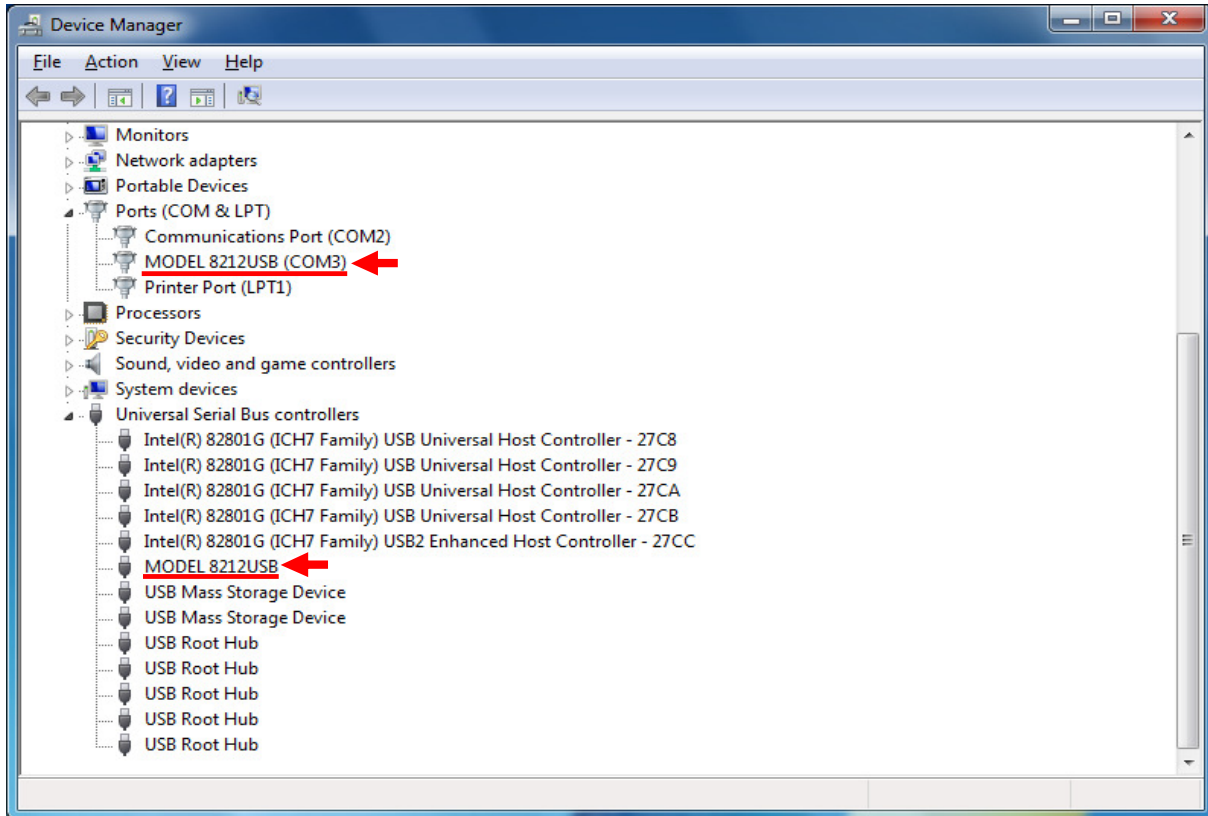 Device Manager
File Action View Help
Monitors
Network adapters
Portable Devices
Ports (COM & LPT)
Communications Port (COM2)
MODEL 8212USB (COM3)
Printer Port (LPT1)
Processors
Security Devices
Sound, video and game controllers
System devices
Universal Serial Bus controllers
Intel(R) 82801G (ICH7 Family) USB Universal Host Controller - 27C8
Intel(R) 82801G (ICH7 Family) USB Universal Host Controller - 27C9
Intel(R) 82801G (ICH7 Family) USB Universal Host Controller - 27CA
Intel(R) 82801G (ICH7 Family) USB Universal Host Controller - 27CB
Intel(R) 82801G (ICH7 Family) USB2 Enhanced Host Controller - 27CC
MODEL 8212USB
USB Mass Storage Device
USB Mass Storage Device
USB Root Hub
USB Root Hub
USB Root Hub
USB Root Hub
USB Root Hub